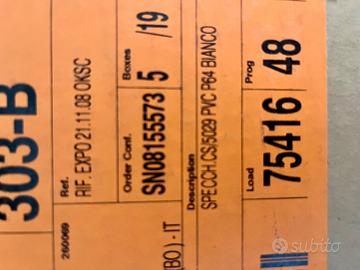 303-B
260069
Ref.
RIF. EXPO 21.11.08 OKSC
Order Conf.
SN08155573
Boxes
5 /19
(BO) - IT
Description
SPECCH.CS/5029 PVC P64 BIANCO
Load
75416
Prog
48
subito